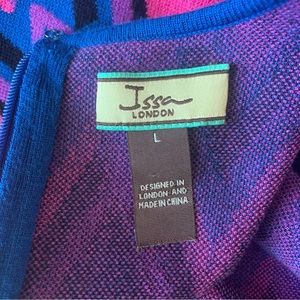 Issa
LONDON
L
DESIGNED IN
LONDON AND
MADE IN CHINA